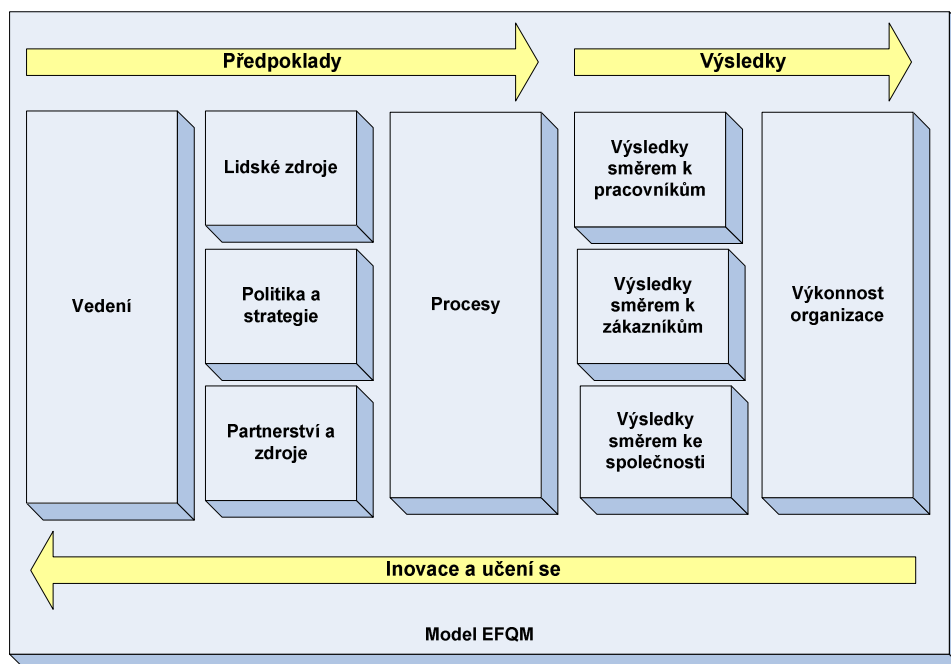 Předpoklady
Výsledky
Vedení
Lidské zdroje
Politika a
strategie
Partnerství a
zdroje
Procesy
Výsledky
směrem k
pracovníkům
Výsledky
směrem k
zákazníkům
Výsledky
směrem ke
společnosti
Výkonnost
organizace
Inovace a učení se
Model EFQM